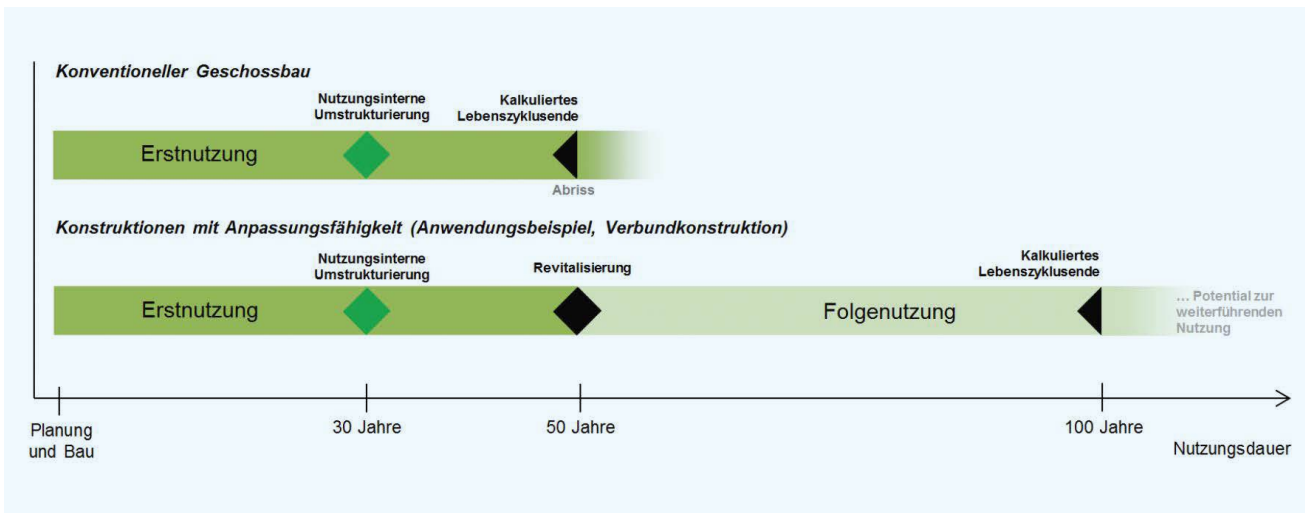 Konventioneller Geschossbau
Nutzungsinterne
Umstrukturierung
Kalkuliertes
Lebenszyklusende
Erstnutzung
Abriss
Konstruktionen mit Anpassungsfähigkeit (Anwendungsbeispiel, Verbundkonstruktion)
Nutzungsinterne
Umstrukturierung
Revitalisierung
Kalkuliertes
Lebenszyklusende
Erstnutzung
Folgenutzung
... Potential zur
weiterführenden
Nutzung
Planung
und Bau
30 Jahre
50 Jahre
100 Jahre
Nutzungsdauer